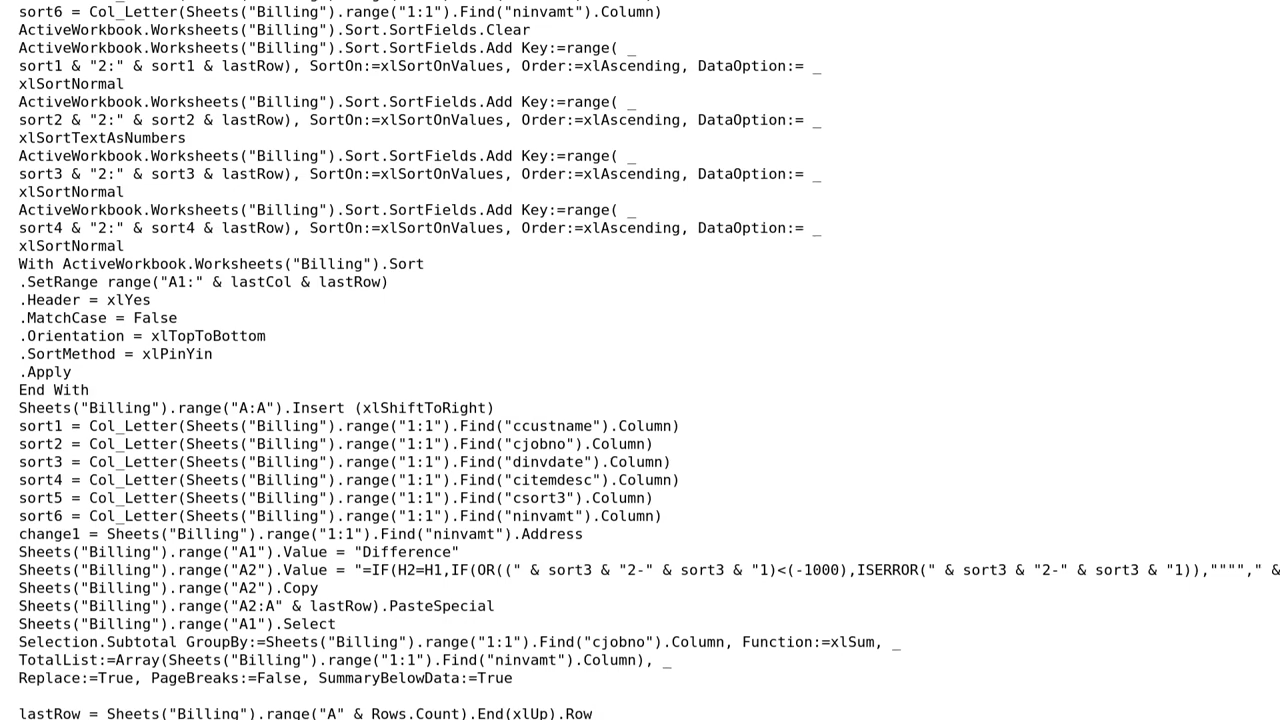 sort6 = Col_Letter(Sheets("Billing").range("1:1").Find("ninvamt").Column)
ActiveWorkbook.Worksheets("Billing").Sort.SortFields.Clear
ActiveWorkbook.Worksheets("Billing").Sort.SortFields.Add Key:=range( _
sort1 & "2:" & sort1 & lastRow), SortOn:=xlSortOnValues, Order:=xlAscending, DataOption:= _
xlSortNormal
ActiveWorkbook.Worksheets("Billing").Sort.SortFields.Add Key:=range( _
sort2 & "2:" & sort2 & lastRow), SortOn:=xlSortOnValues, Order:=xlAscending, DataOption:= _
xlSortTextAsNumbers
ActiveWorkbook.Worksheets("Billing").Sort.SortFields.Add Key:=range( _
sort3 & "2:" & sort3 & lastRow), SortOn:=xlSortOnValues, Order:=xlAscending, DataOption:= _
xlSortNormal
ActiveWorkbook.Worksheets("Billing").Sort.SortFields.Add Key:=range( _
sort4 & "2:" & sort4 & lastRow), SortOn:=xlSortOnValues, Order:=xlAscending, DataOption:= _
xlSortNormal
With ActiveWorkbook.Worksheets("Billing").Sort
.SetRange range("A1:" & lastCol & lastRow)
.Header = xlYes
.MatchCase = False
.Orientation = xlTopToBottom
.SortMethod = xlPinYin
.Apply
End With
Sheets("Billing").range("A:A").Insert (xlShiftToRight)
sort1 = Col_Letter(Sheets("Billing").range("1:1").Find("ccustname").Column)
sort2 = Col_Letter(Sheets("Billing").range("1:1").Find("cjobno").Column)
sort3 = Col_Letter(Sheets("Billing").range("1:1").Find("dinvdate").Column)
sort4 = Col_Letter(Sheets("Billing").range("1:1").Find("citemdesc").Column)
sort5 = Col_Letter(Sheets("Billing").range("1:1").Find("csort3").Column)
sort6 = Col_Letter(Sheets("Billing").range("1:1").Find("ninvamt").Column)
change1 = Sheets("Billing").range("1:1").Find("ninvamt").Address
Sheets("Billing").range("A1").Value = "Difference"
Sheets("Billing").range("A2").Value = "=IF(H2=H1,IF(OR((" & sort3 & "2-" & sort3 & "1)<(-1000),ISERROR(" & sort3 & "2-" & sort3 & "1)),"""","  &
Sheets("Billing").range("A2").Copy
Sheets("Billing").range("A2:A" & lastRow).PasteSpecial
Sheets("Billing").range("A1").Select
Selection.Subtotal GroupBy:=Sheets("Billing").range("1:1").Find("cjobno").Column, Function:=xlSum, _
TotalList:=Array(Sheets("Billing").range("1:1").Find("ninvamt").Column), _
Replace:=True, PageBreaks:=False, SummaryBelowData:=True
lastRow = Sheets("Billing").range("A" & Rows.Count).End(xlUp).Row